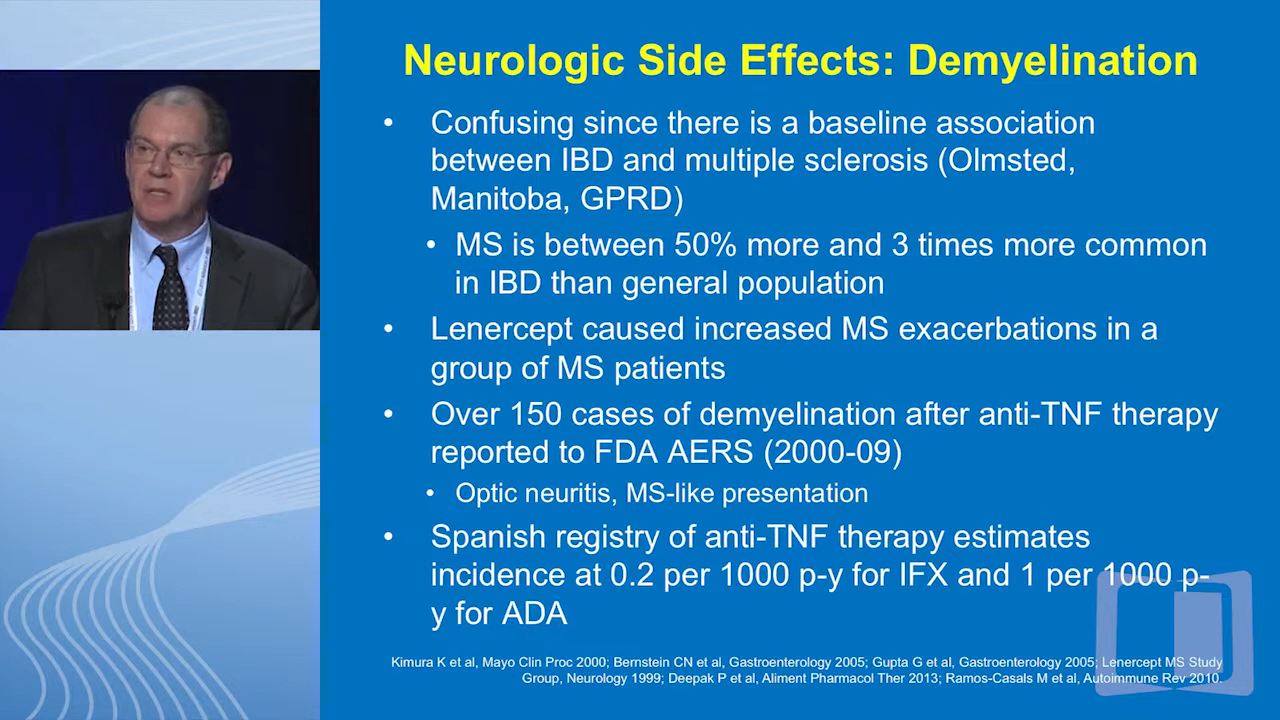 Neurologic Side Effects: Demyelination
• Confusing since there is a baseline association
between IBD and multiple sclerosis (Olmsted,
Manitoba, GPRD)
• MS is between 50% more and 3 times more common
in IBD than general population
• Lenercept caused increased MS exacerbations in a
group of MS patients
• Over 150 cases of demyelination after anti-TNF therapy
reported to FDA AERS (2000-09)
• Optic neuritis, MS-like presentation
• Spanish registry of anti-TNF therapy estimates
incidence at 0.2 per 1000 p-y for IFX and 1 per 1000 p-
y for ADA
Kimura K et al, Mayo Clin Proc 2000; Bernstein CN et al, Gastroenterology 2005; Gupta G et al, Gastroenterology 2005; Lenercept MS Study
Group, Neurology 1999; Deepak P et al, Aliment Pharmacol Ther 2013; Ramos-Casals M et al, Autoimmune Rev 2010.